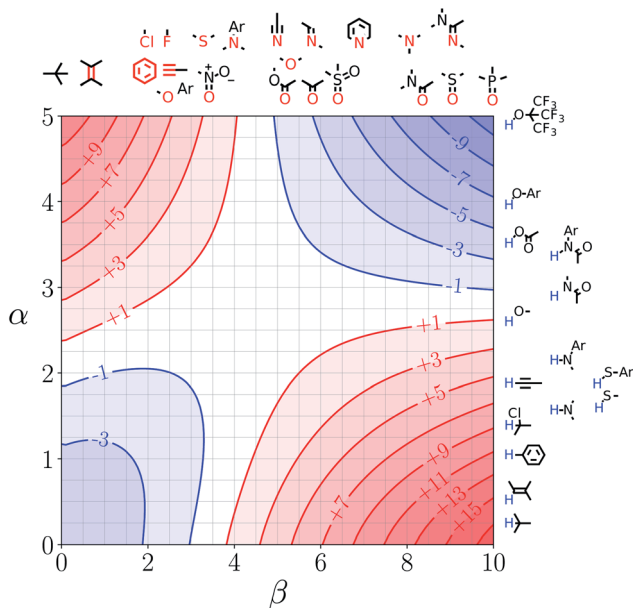 Ar
Cl F S N N N N N N N
O
O Ar N+ O− O O S O N S P
O O O O O O O
5
4
3
2
1
0
α
0 2 4 6 8 10
β
+9
+7
+5
+3
+1
-9
-7
-5
-3
-1
-1
-3
+1
+3
+5
+7
+9
+11
+13
+15
H O CF3
CF3
CF3
H O-Ar
H O O
Ar
H N O
H N O
H O
Ar
H-N
H
H S-Ar
H S
Cl
H
H-N
H
H
H